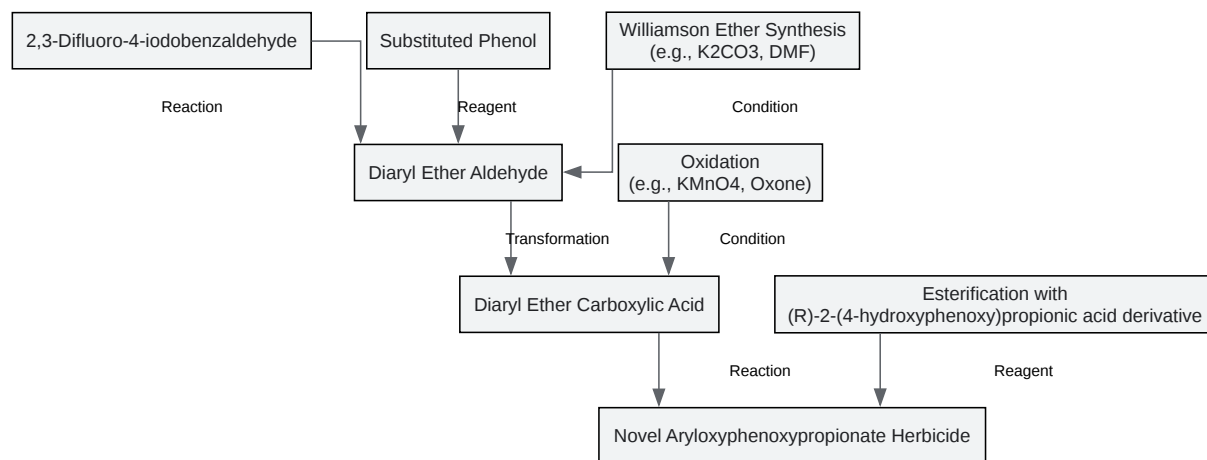 2,3-Difluoro-4-iodobenzaldehyde
Substituted Phenol
Williamson Ether Synthesis
(e.g., K2CO3, DMF)
Reaction
Reagent
Condition
Diaryl Ether Aldehyde
Oxidation
(e.g., KMnO4, Oxone)
Transformation
Condition
Diaryl Ether Carboxylic Acid
Esterification with
(R)-2-(4-hydroxyphenoxy)propionic acid derivative
Reaction
Reagent
Novel Aryloxyphenoxypropionate Herbicide